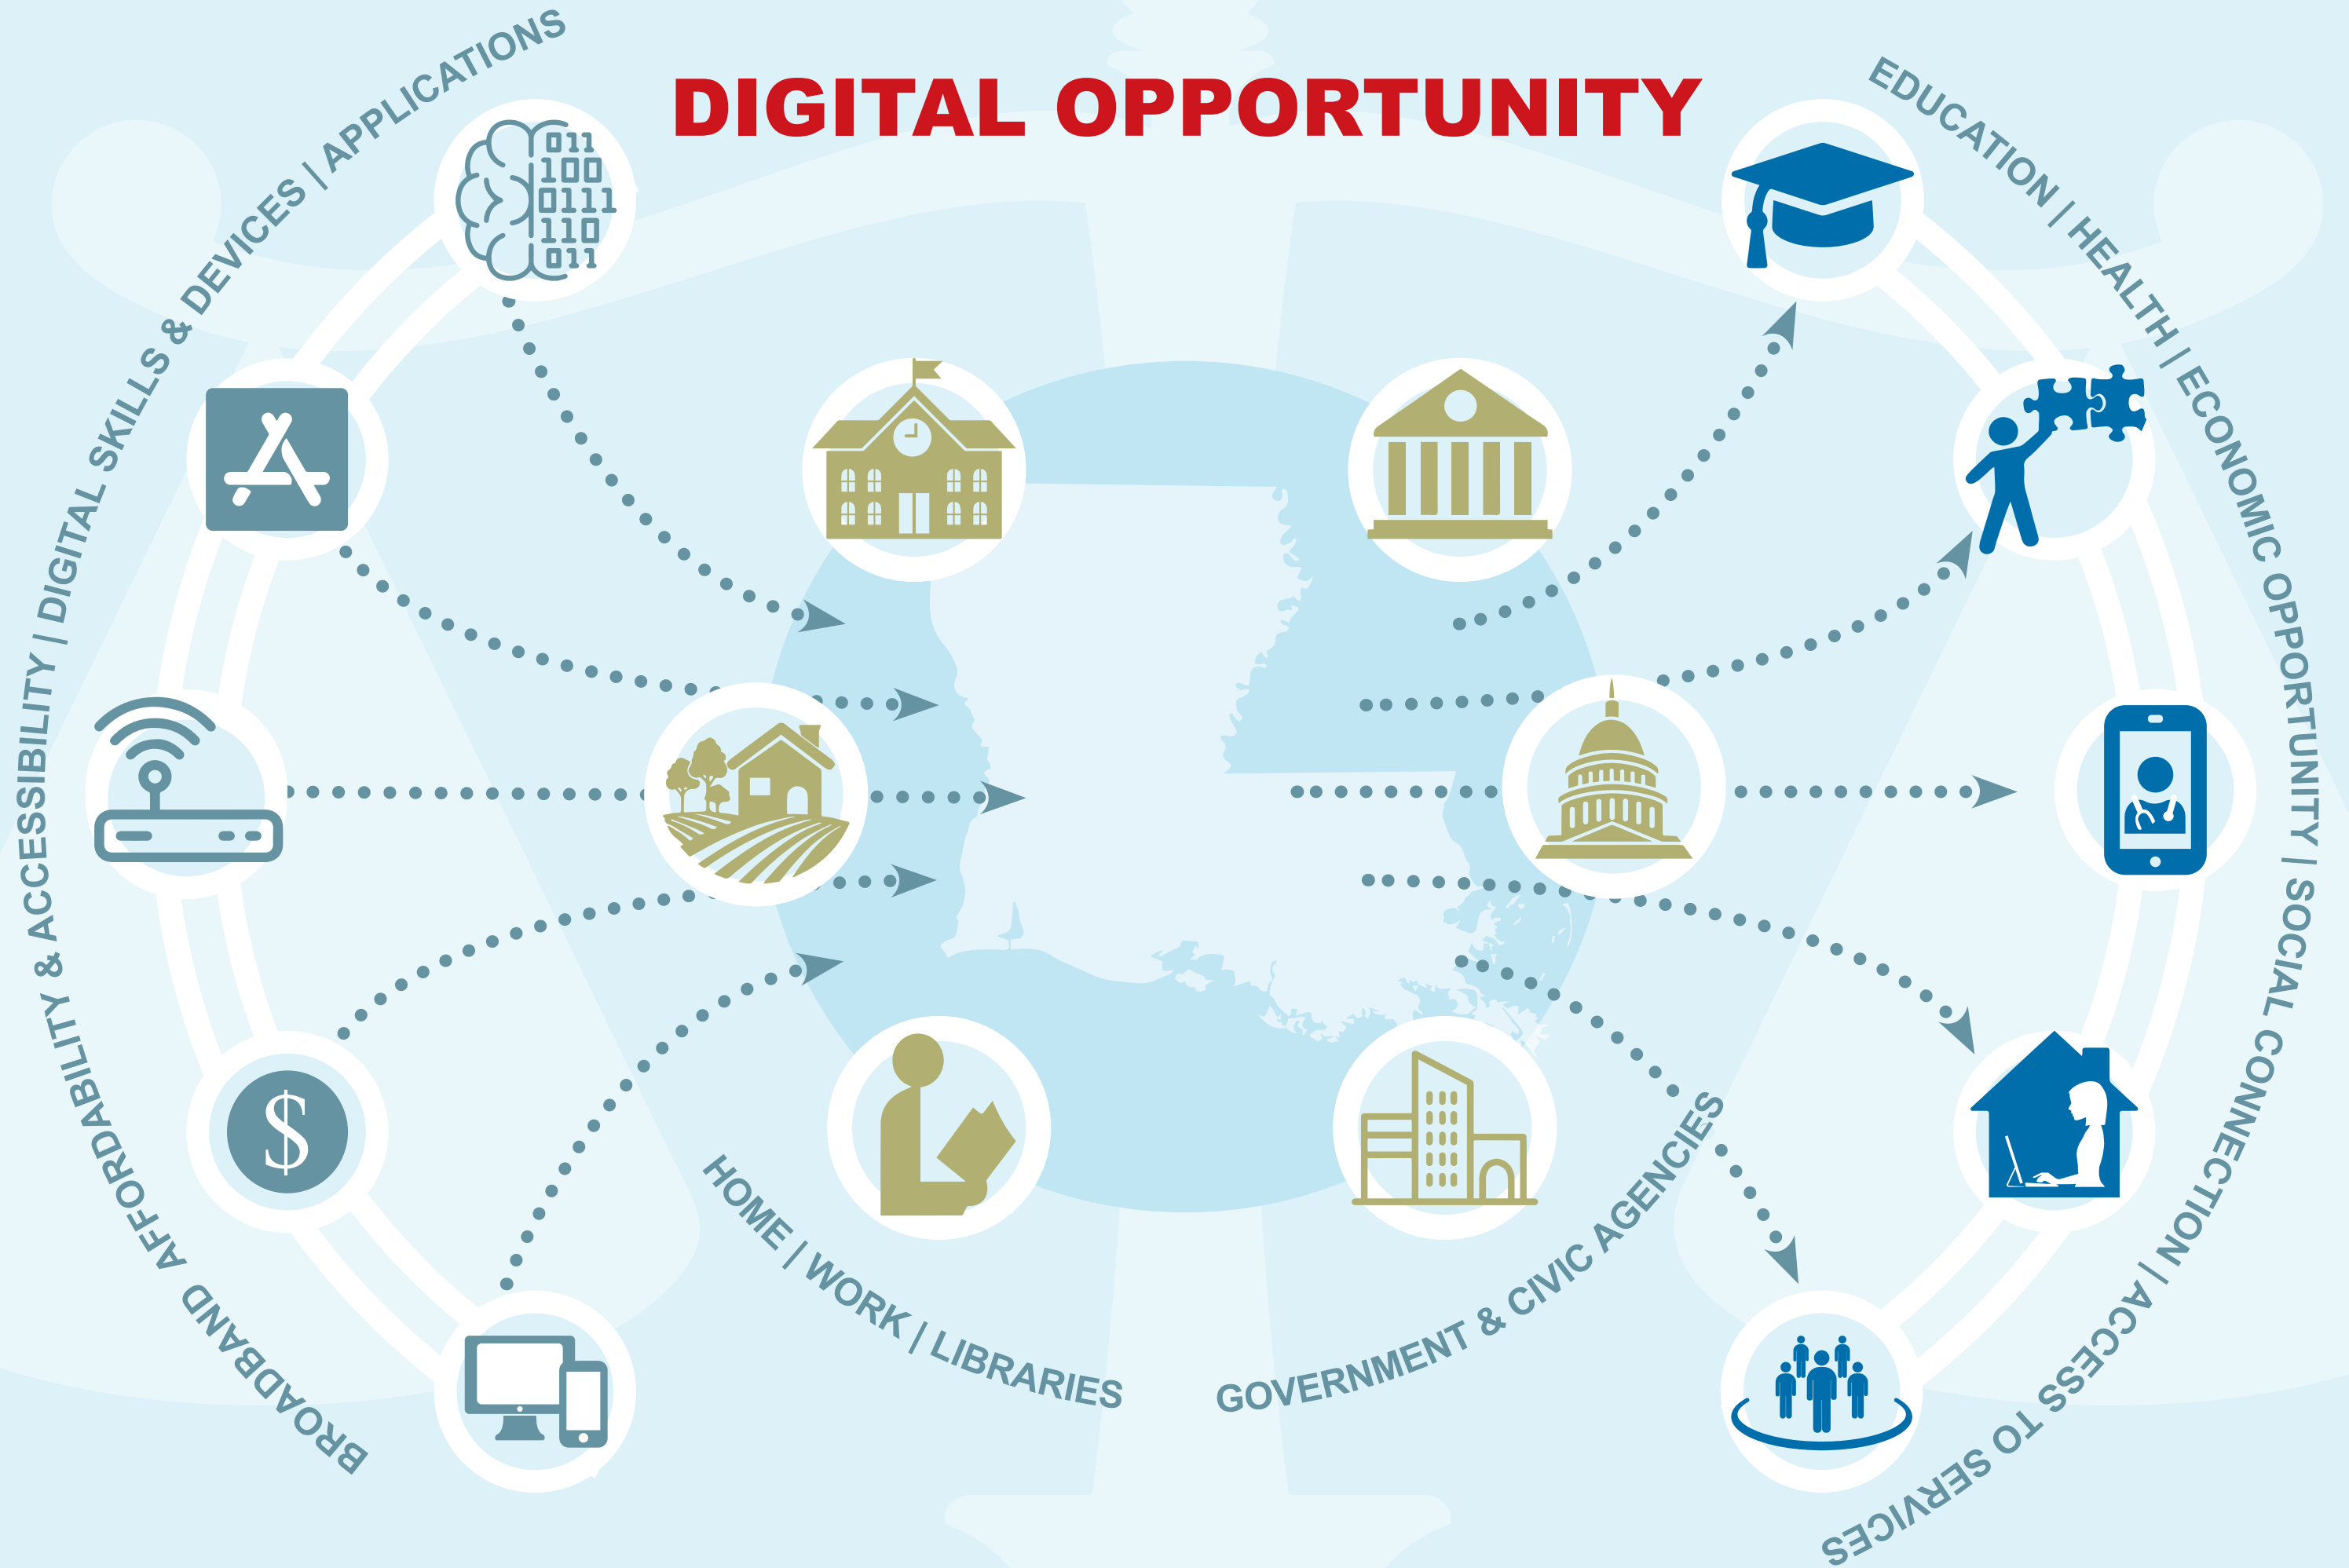 DIGITAL OPPORTUNITY
BROADBAND AFFORDABILITY & ACCESSIBILITY | DIGITAL SKILLS & DEVICES | APPLICATIONS
011
100
0111
110
011
$
HOME | WORK | LIBRARIES
GOVERNMENT & CIVIC AGENCIES
EDUCATION | HEALTH | ECONOMIC OPPORTUNITY | SOCIAL CONNECTION | ACCESS TO SERVICES